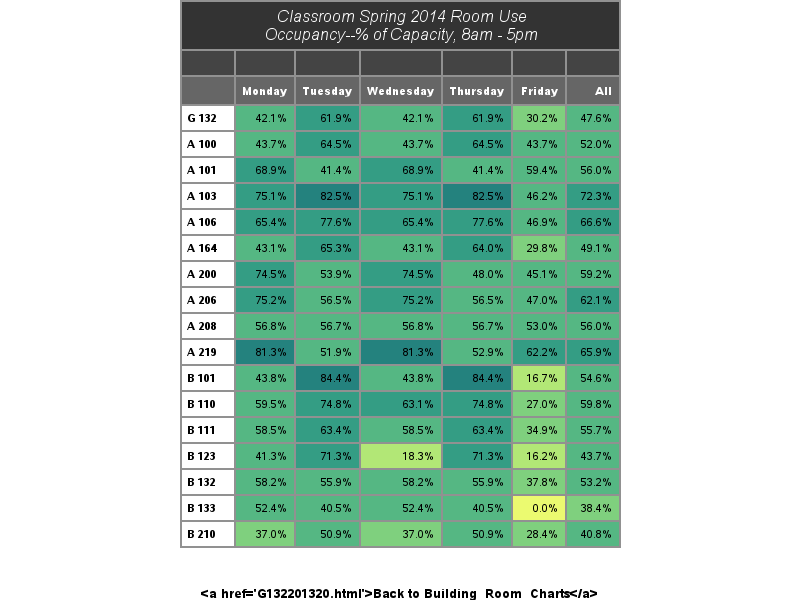 Classroom Spring 2014 Room Use
Occupancy--% of Capacity, 8am - 5pm
Monday Tuesday Wednesday Thursday Friday All
G 132 42.1% 61.9% 42.1% 61.9% 30.2% 47.6%
A 100 43.7% 64.5% 43.7% 64.5% 43.7% 52.0%
A 101 68.9% 41.4% 68.9% 41.4% 59.4% 56.0%
A 103 75.1% 82.5% 75.1% 82.5% 46.2% 72.3%
A 106 65.4% 77.6% 65.4% 77.6% 46.9% 66.6%
A 164 43.1% 65.3% 43.1% 64.0% 29.8% 49.1%
A 200 74.5% 53.9% 74.5% 48.0% 45.1% 59.2%
A 206 75.2% 56.5% 75.2% 56.5% 47.0% 62.1%
A 208 56.8% 56.7% 56.8% 56.7% 53.0% 56.0%
A 219 81.3% 51.9% 81.3% 52.9% 62.2% 65.9%
B 101 43.8% 84.4% 43.8% 84.4% 16.7% 54.6%
B 110 59.5% 74.8% 63.1% 74.8% 27.0% 59.8%
B 111 58.5% 63.4% 58.5% 63.4% 34.9% 55.7%
B 123 41.3% 71.3% 18.3% 71.3% 16.2% 43.7%
B 132 58.2% 55.9% 58.2% 55.9% 37.8% 53.2%
B 133 52.4% 40.5% 52.4% 40.5% 0.0% 38.4%
B 210 37.0% 50.9% 37.0% 50.9% 28.4% 40.8%
<a href='G132201320.html'>Back to Building_Room_Charts</a>